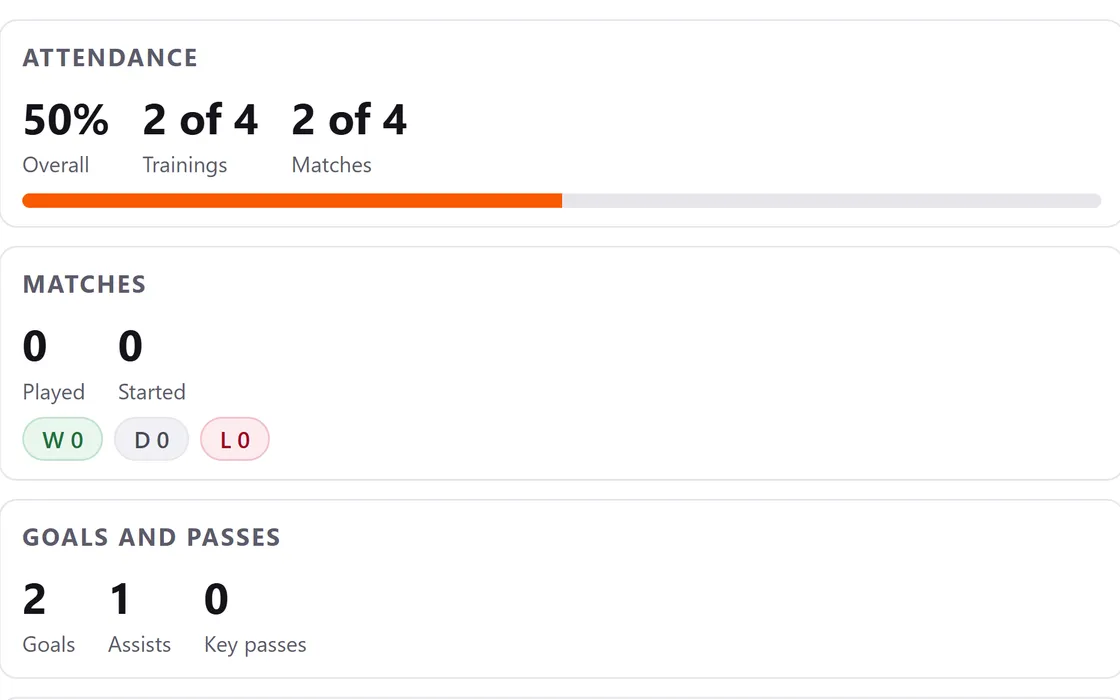 ATTENDANCE
50% 2 of 4 2 of 4
Overall Trainings Matches
MATCHES
0 0
Played Started
W 0 D 0 L 0
GOALS AND PASSES
2 1 0
Goals Assists Key passes